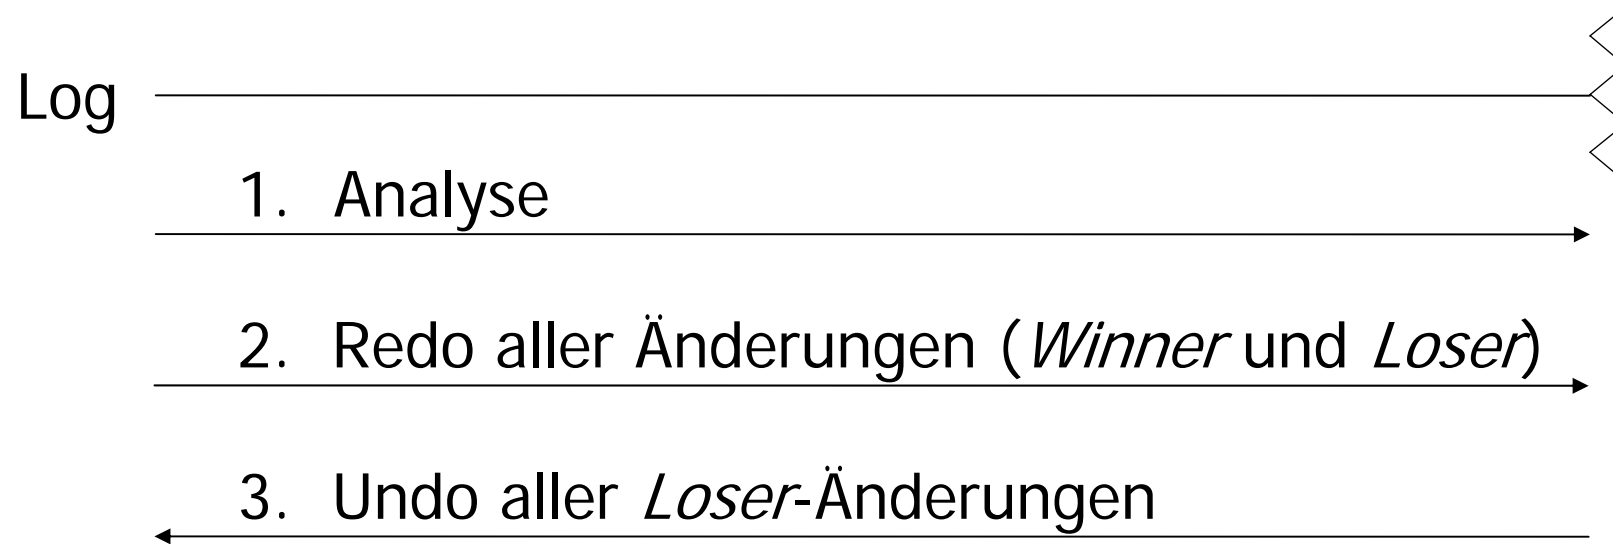 Log
1. Analyse
2. Redo aller Änderungen (Winner und Loser)
3. Undo aller Loser-Änderungen